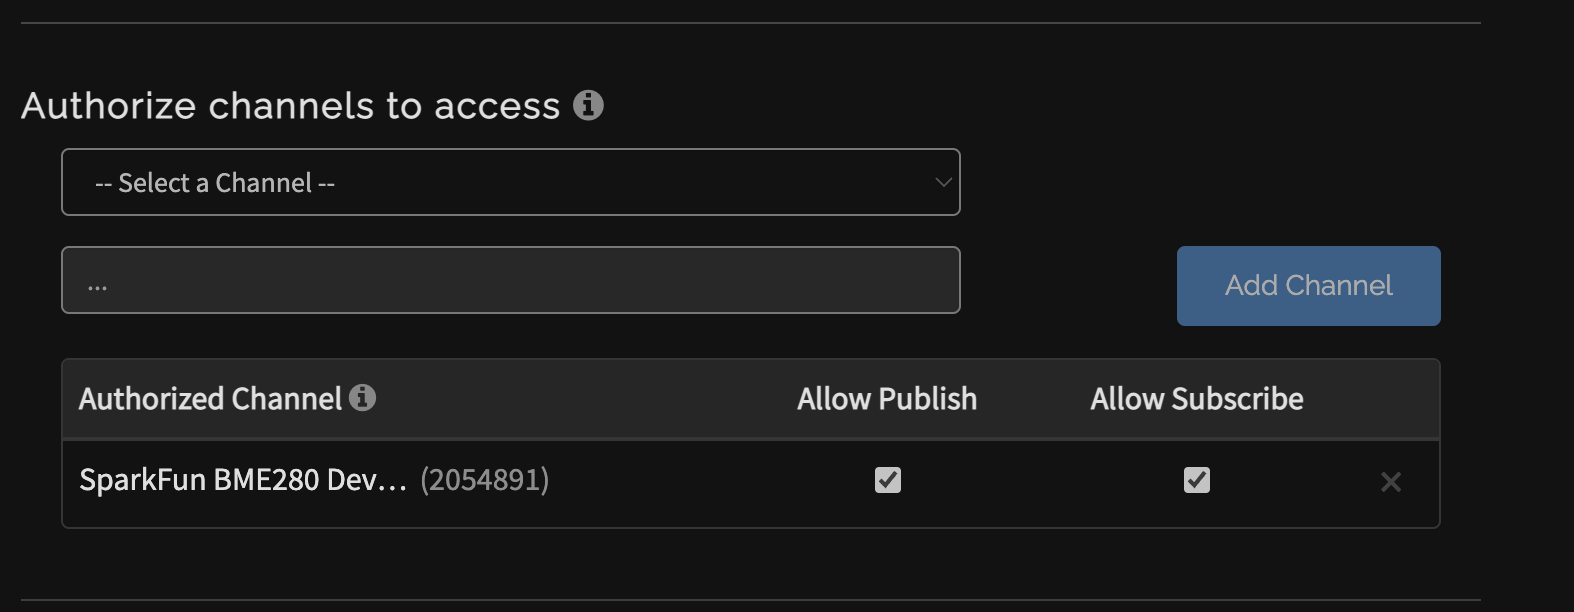 Authorize channels to access
-- Select a Channel --
...
Add Channel
Authorized Channel Allow Publish Allow Subscribe
SparkFun BME280 Dev... (2054891)